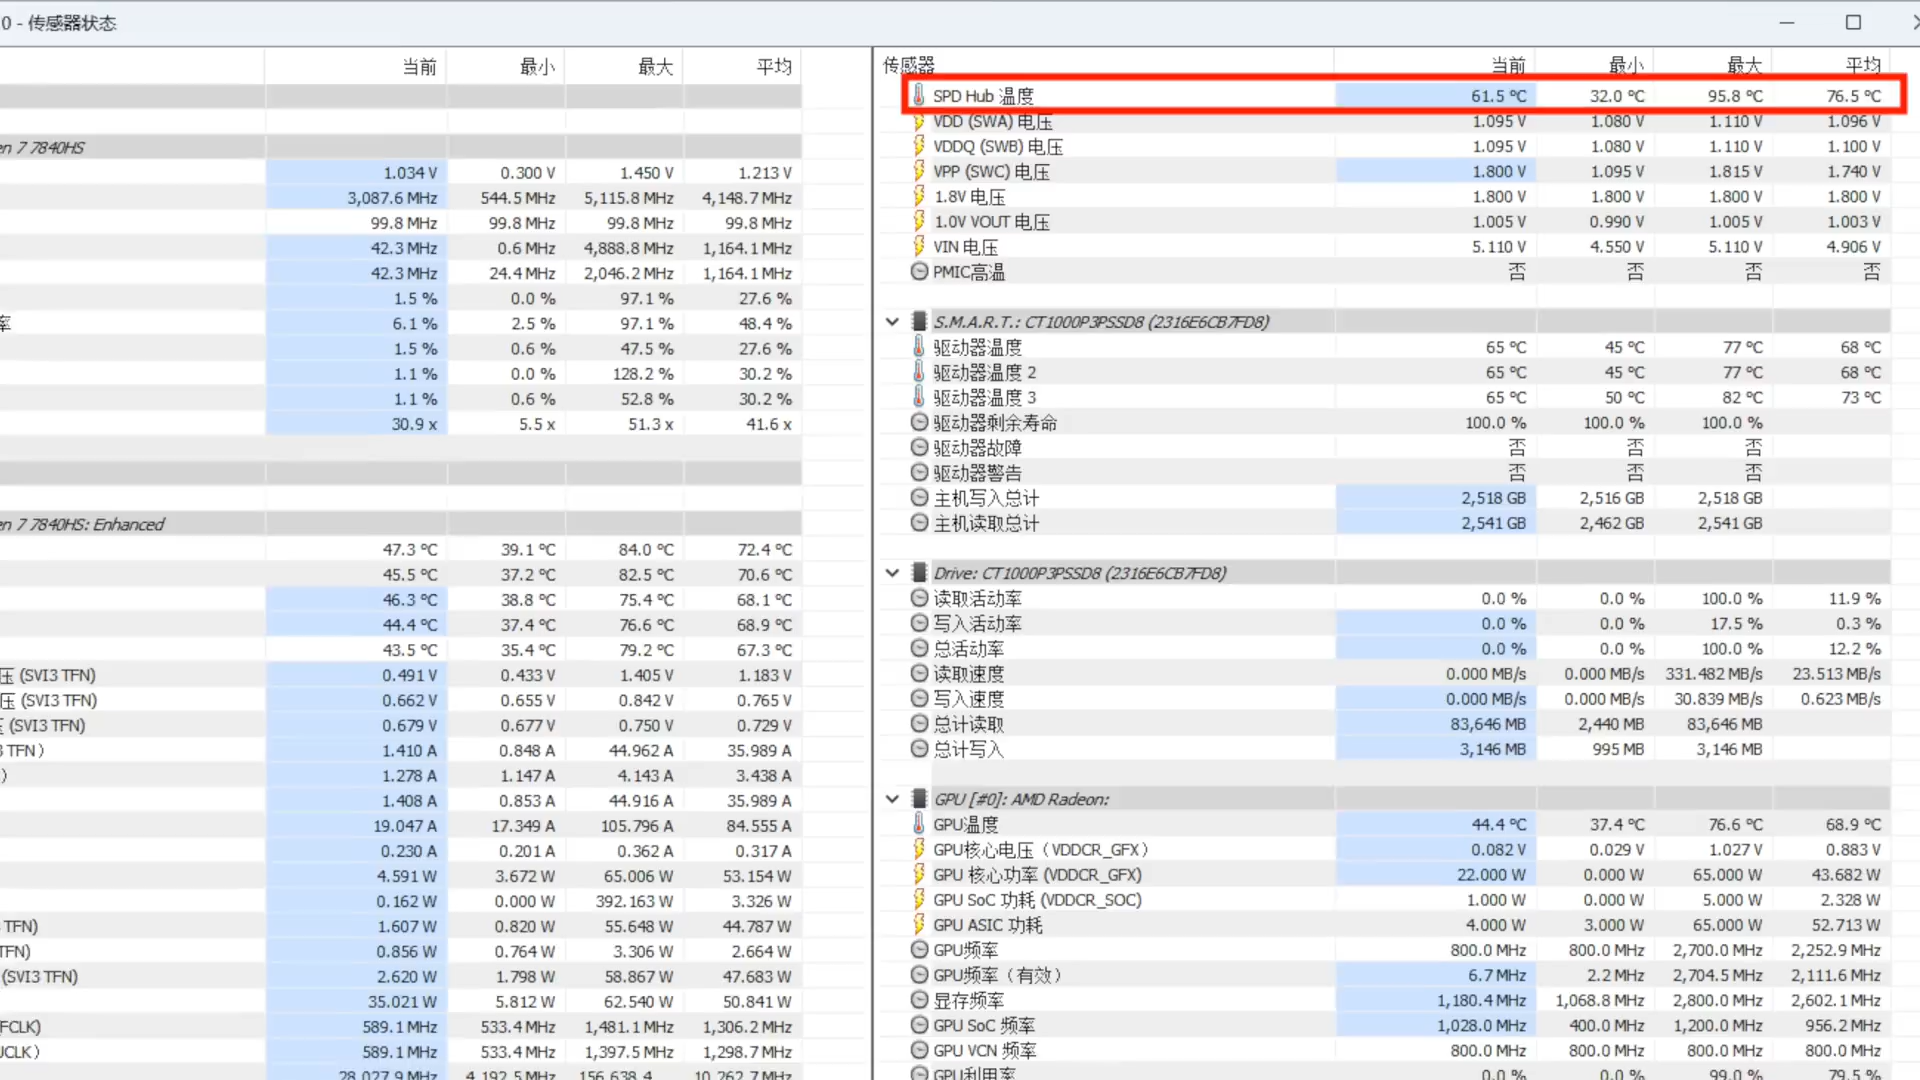 0 - 传感器状态
当前 最小 最大 平均
en 7 7840HS
1.034 V 0.300 V 1.450 V 1.213 V
3,087.6 MHz 544.5 MHz 5,115.8 MHz 4,148.7 MHz
99.8 MHz 99.8 MHz 99.8 MHz 99.8 MHz
42.3 MHz 0.6 MHz 4,888.8 MHz 1,164.1 MHz
42.3 MHz 24.4 MHz 2,046.2 MHz 1,164.1 MHz
1.5 % 0.0 % 97.1 % 27.6 %
率 6.1 % 2.5 % 97.1 % 48.4 %
1.5 % 0.6 % 47.5 % 27.6 %
1.1 % 0.0 % 128.2 % 30.2 %
1.1 % 0.6 % 52.8 % 30.2 %
30.9 x 5.5 x 51.3 x 41.6 x
en 7 7840HS: Enhanced
47.3 °C 39.1 °C 84.0 °C 72.4 °C
45.5 °C 37.2 °C 82.5 °C 70.6 °C
46.3 °C 38.8 °C 75.4 °C 68.1 °C
44.4 °C 37.4 °C 76.6 °C 68.9 °C
43.5 °C 35.4 °C 79.2 °C 67.3 °C
压 (SVI3 TFN) 0.491 V 0.433 V 1.405 V 1.183 V
压 (SVI3 TFN) 0.662 V 0.655 V 0.842 V 0.765 V
(SVI3 TFN) 0.679 V 0.677 V 0.750 V 0.729 V
3 TFN） 1.410 A 0.848 A 44.962 A 35.989 A
） 1.278 A 1.147 A 4.143 A 3.438 A
1.408 A 0.853 A 44.916 A 35.989 A
19.047 A 17.349 A 105.796 A 84.555 A
0.230 A 0.201 A 0.362 A 0.317 A
4.591 W 3.672 W 65.006 W 53.154 W
0.162 W 0.000 W 392.163 W 3.326 W
TFN) 1.607 W 0.820 W 55.648 W 44.787 W
TFN) 0.856 W 0.764 W 3.306 W 2.664 W
(SVI3 TFN) 2.620 W 1.798 W 58.867 W 47.683 W
35.021 W 5.812 W 62.540 W 50.841 W
FCLK) 589.1 MHz 533.4 MHz 1,481.1 MHz 1,306.2 MHz
UCLK） 589.1 MHz 533.4 MHz 1,397.5 MHz 1,298.7 MHz
28,027.9 MHz 4,192.5 MHz 156,638.4 10,262.7 MHz
传感器 当前 最小 最大 平均
SPD Hub 温度 61.5 °C 32.0 °C 95.8 °C 76.5 °C
VDD (SWA) 电压 1.095 V 1.080 V 1.110 V 1.096 V
VDDQ (SWB) 电压 1.095 V 1.080 V 1.110 V 1.100 V
VPP (SWC) 电压 1.800 V 1.095 V 1.815 V 1.740 V
1.8V 电压 1.800 V 1.800 V 1.800 V 1.800 V
1.0V VOUT 电压 1.005 V 0.990 V 1.005 V 1.003 V
VIN 电压 5.110 V 4.550 V 5.110 V 4.906 V
PMIC高温 否 否 否 否
S.M.A.R.T.: CT1000P3PSSD8 (2316E6CB7FD8)
驱动器温度 65 °C 45 °C 77 °C 68 °C
驱动器温度 2 65 °C 45 °C 77 °C 68 °C
驱动器温度 3 65 °C 50 °C 82 °C 73 °C
驱动器剩余寿命 100.0 % 100.0 % 100.0 %
驱动器故障 否 否 否
驱动器警告 否 否 否
主机写入总计 2,518 GB 2,516 GB 2,518 GB
主机读取总计 2,541 GB 2,462 GB 2,541 GB
Drive: CT1000P3PSSD8 (2316E6CB7FD8)
读取活动率 0.0 % 0.0 % 100.0 % 11.9 %
写入活动率 0.0 % 0.0 % 17.5 % 0.3 %
总活动率 0.0 % 0.0 % 100.0 % 12.2 %
读取速度 0.000 MB/s 0.000 MB/s 331.482 MB/s 23.513 MB/s
写入速度 0.000 MB/s 0.000 MB/s 30.839 MB/s 0.623 MB/s
总计读取 83,646 MB 2,440 MB 83,646 MB
总计写入 3,146 MB 995 MB 3,146 MB
GPU [#0]: AMD Radeon:
GPU温度 44.4 °C 37.4 °C 76.6 °C 68.9 °C
GPU核心电压（VDDCR_GFX） 0.082 V 0.029 V 1.027 V 0.883 V
GPU 核心功率 (VDDCR_GFX) 22.000 W 0.000 W 65.000 W 43.682 W
GPU SoC 功耗 (VDDCR_SOC) 1.000 W 0.000 W 5.000 W 2.328 W
GPU ASIC 功耗 4.000 W 3.000 W 65.000 W 52.713 W
GPU频率 800.0 MHz 800.0 MHz 2,700.0 MHz 2,252.9 MHz
GPU频率（有效） 6.7 MHz 2.2 MHz 2,704.5 MHz 2,111.6 MHz
显存频率 1,180.4 MHz 1,068.8 MHz 2,800.0 MHz 2,602.1 MHz
GPU SoC 频率 1,028.0 MHz 400.0 MHz 1,200.0 MHz 956.2 MHz
GPU VCN 频率 800.0 MHz 800.0 MHz 800.0 MHz 800.0 MHz
GPU利用率 0.0 % 0.0 % 99.0 % 79.5 %